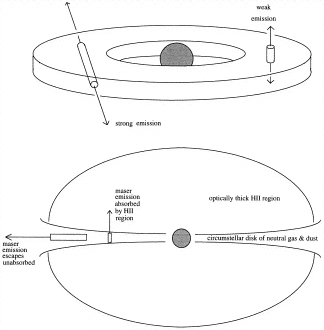 weak
emission
strong emission
maser
emission
absorbed
by HII
region
optically thick HII region
maser
emission
escapes
unabsorbed
circumstellar disk of neutral gas & dust